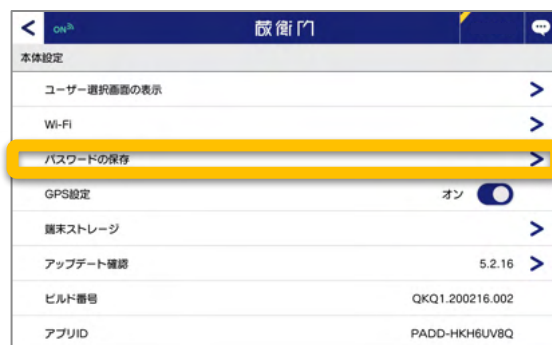 ON
蔵衛門
本体設定
ユーザー選択画面の表示
Wi-Fi
パスワードの保存
GPS設定 オン
端末ストレージ
アップデート確認 5.2.16
ビルド番号 QKQ1.200216.002
アプリID PADD-HKH6UV8Q